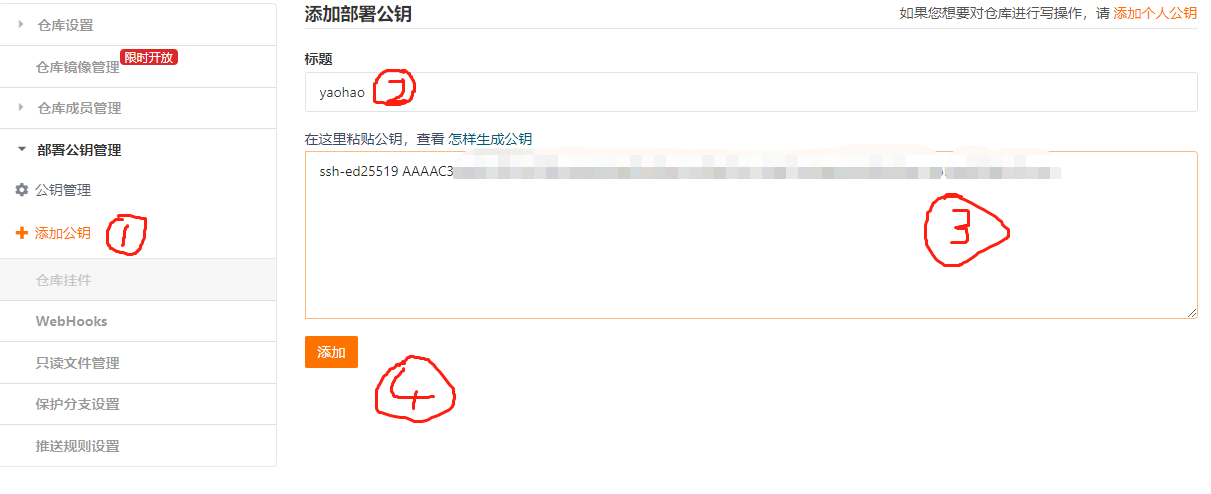 仓库设置
仓库镜像管理 限时开放
仓库成员管理
部署公钥管理
公钥管理
添加公钥 1
仓库挂件
WebHooks
只读文件管理
保护分支设置
推送规则设置
添加部署公钥 如果您想要对仓库进行写操作，请 添加个人公钥
标题
yaohao 2
在这里粘贴公钥，查看 怎样生成公钥
ssh-ed25519 AAAAC3
3
添加
4